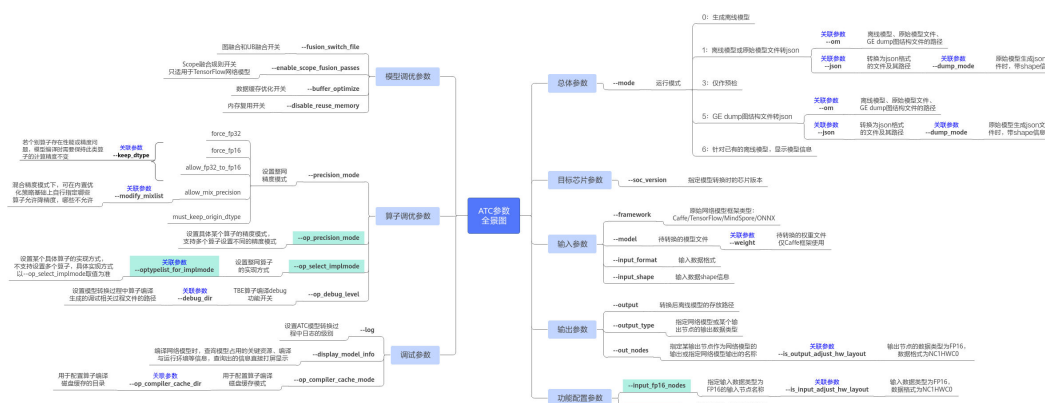 ATC参数
全景图
模型调优参数
图融合和UB融合开关
--fusion_switch_file
Scope融合规则开关
只适用于TensorFlow网络模型
--enable_scope_fusion_passes
数据缓存优化开关
--buffer_optimize
内存复用开关
--disable_reuse_memory
算子调优参数
--precision_mode
设置整网
精度模式
force_fp32
force_fp16
allow_fp32_to_fp16
allow_mix_precision
must_keep_origin_dtype
关联参数
--keep_dtype
若个别算子存在性能或精度问
题，模型编译时需要保持此类算
子的计算精度不变
关联参数
--modify_mixlist
混合精度模式下，可在内置优
化策略基础上自行指定哪些
算子允许降精度，哪些不允许
--op_precision_mode
设置具体某个算子的精度模式，
支持多个算子设置不同的精度模式
--op_select_implmode
设置整网算子
的实现方式
关联参数
--optypelist_for_implmode
设置某个具体算子的实现方式，
不支持设置多个算子，具体实现方式
以--op_select_implmode取值为准
--op_debug_level
TBE算子编译debug
功能开关
关联参数
--debug_dir
设置模型转换过程中算子编译
生成的调试相关过程文件的路径
调试参数
--log
设置ATC模型转换过
程中日志的级别
--display_model_info
编译网络模型时，查询模型占用的关键资源、编译
与运行环境等信息，查询出的信息直接打屏显示
--op_compiler_cache_mode
用于配置算子编译
磁盘缓存模式
关联参数
--op_compiler_cache_dir
用于配置算子编译
磁盘缓存的目录
总体参数
--mode
运行模式
0：生成离线模型
1：离线模型或原始模型文件转json
关联参数
--om
离线模型、原始模型文件、
GE dump图结构文件的路径
关联参数
--json
转换为json格式
的文件及其路径
关联参数
--dump_mode
原始模型生成json
件时，带shape信
3：仅作预检
5：GE dump图结构文件转json
关联参数
--om
离线模型、原始模型文件、
GE dump图结构文件的路径
关联参数
--json
转换为json格式
的文件及其路径
关联参数
--dump_mode
原始模型生成json文
件时，带shape信息
6：针对已有的离线模型，显示模型信息
目标芯片参数
--soc_version
指定模型转换时的芯片版本
输入参数
--framework
原始网络模型框架类型：
Caffe/TensorFlow/MindSpore/ONNX
--model
待转换的模型文件
关联参数
--weight
待转换的权重文件
仅Caffe框架使用
--input_format
输入数据格式
--input_shape
输入数据shape信息
输出参数
--output
转换后离线模型的存放路径
--output_type
指定网络模型或某个输
出节点的输出数据类型
--out_nodes
指定某输出节点作为网络模型的
输出或指定网络模型输出的名称
关联参数
--is_output_adjust_hw_layout
输出节点的数据类型为FP16，
数据格式为NC1HWC0
功能配置参数
--input_fp16_nodes
指定输入数据类型为
FP16的输入节点名称
关联参数
--is_input_adjust_hw_layout
输入数据类型为FP16，
数据格式为NC1HWC0